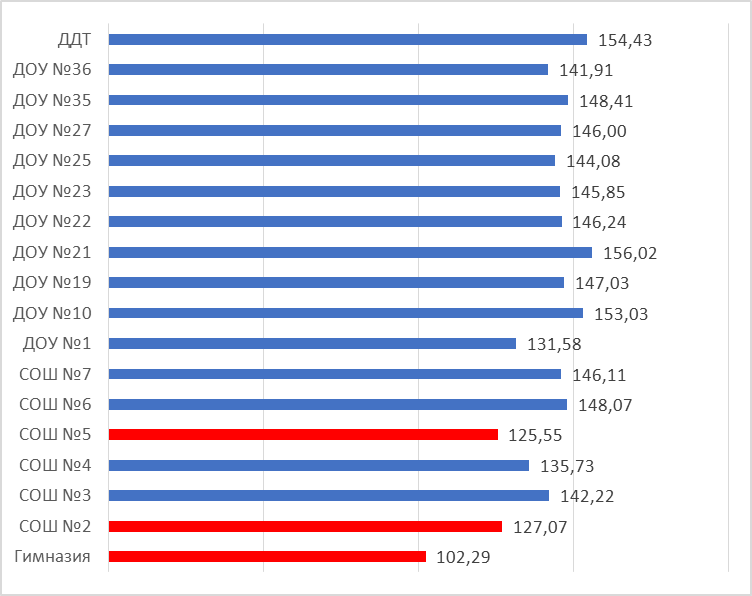 ДДТ 154,43
ДОУ №36 141,91
ДОУ №35 148,41
ДОУ №27 146,00
ДОУ №25 144,08
ДОУ №23 145,85
ДОУ №22 146,24
ДОУ №21 156,02
ДОУ №19 147,03
ДОУ №10 153,03
ДОУ №1 131,58
СОШ №7 146,11
СОШ №6 148,07
СОШ №5 125,55
СОШ №4 135,73
СОШ №3 142,22
СОШ №2 127,07
Гимназия 102,29